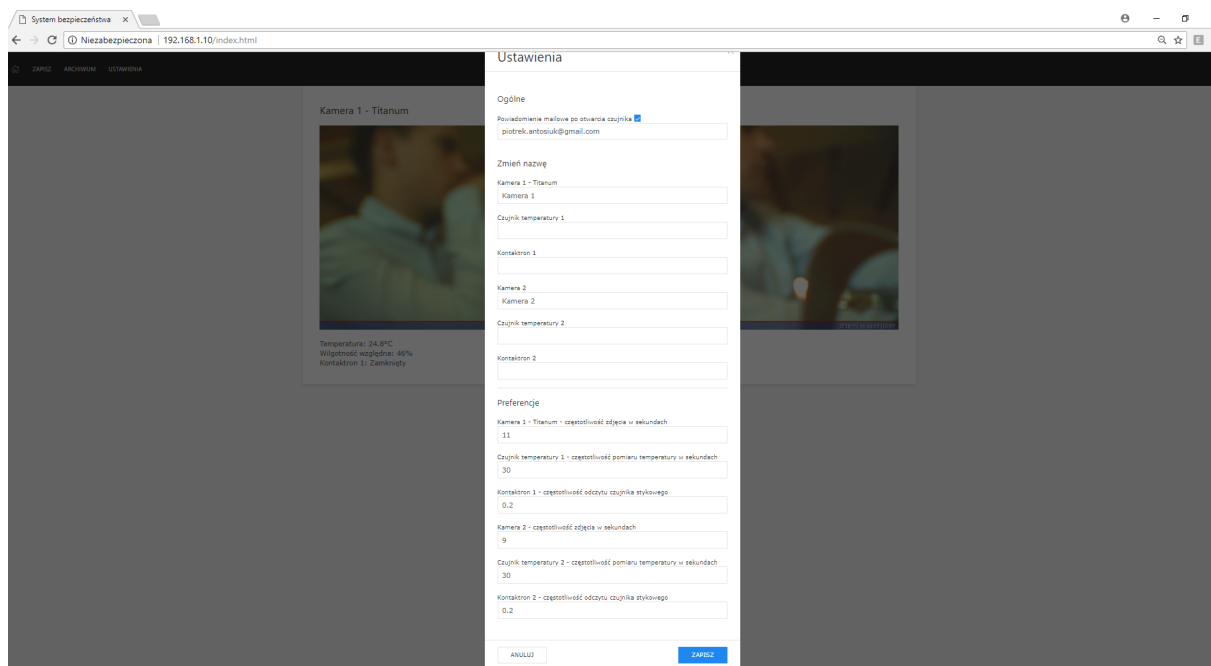 System bezpieczeństwa
Niezabezpieczona | 192.168.1.10/index.html
ZAPISZ ARCHIWUM USTAWIENIA
Kamera 1 - Titanum
Temperatura: 24.8°C
Wilgotność względna: 46%
Kontaktron 1: Zamknięty
Ustawienia
Ogólne
Powiadomienie mailowe po otwarcia czujnika
piotrek.antosiuk@gmail.com
Zmień nazwę
Kamera 1 - Titanum
Kamera 1
Czujnik temperatury 1
Kontaktron 1
Kamera 2
Kamera 2
Czujnik temperatury 2
Kontaktron 2
Preferencje
Kamera 1 - Titanum - częstotliwość zdjęcia w sekundach
11
Czujnik temperatury 1 - częstotliwość pomiaru temperatury w sekundach
30
Kontaktron 1 - częstotliwość odczytu czujnika stykowego
0.2
Kamera 2 - częstotliwość zdjęcia w sekundach
9
Czujnik temperatury 2 - częstotliwość pomiaru temperatury w sekundach
30
Kontaktron 2 - częstotliwość odczytu czujnika stykowego
0.2
ANULUJ ZAPISZ